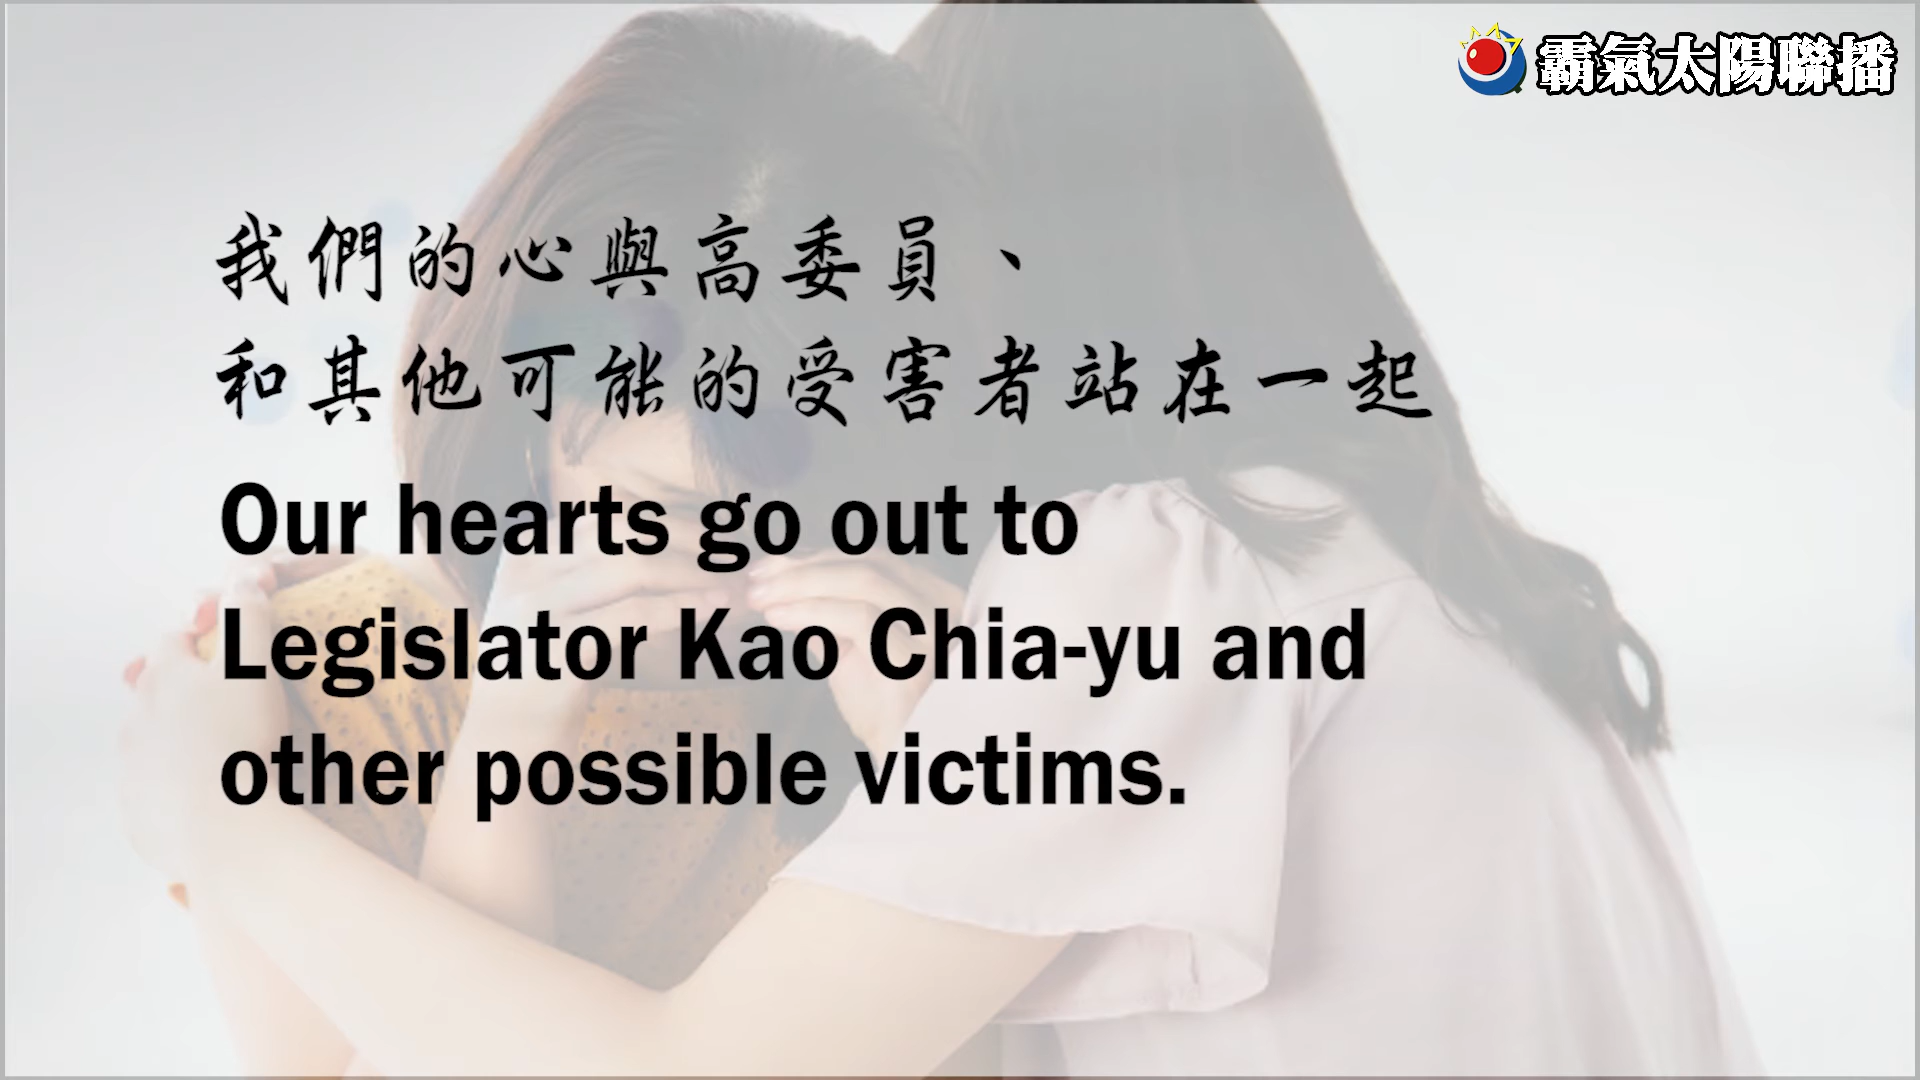 霸氣太陽聯播
我們的心與高委員、
和其他可能的受害者站在一起
Our hearts go out to
Legislator Kao Chia-yu and
other possible victims.